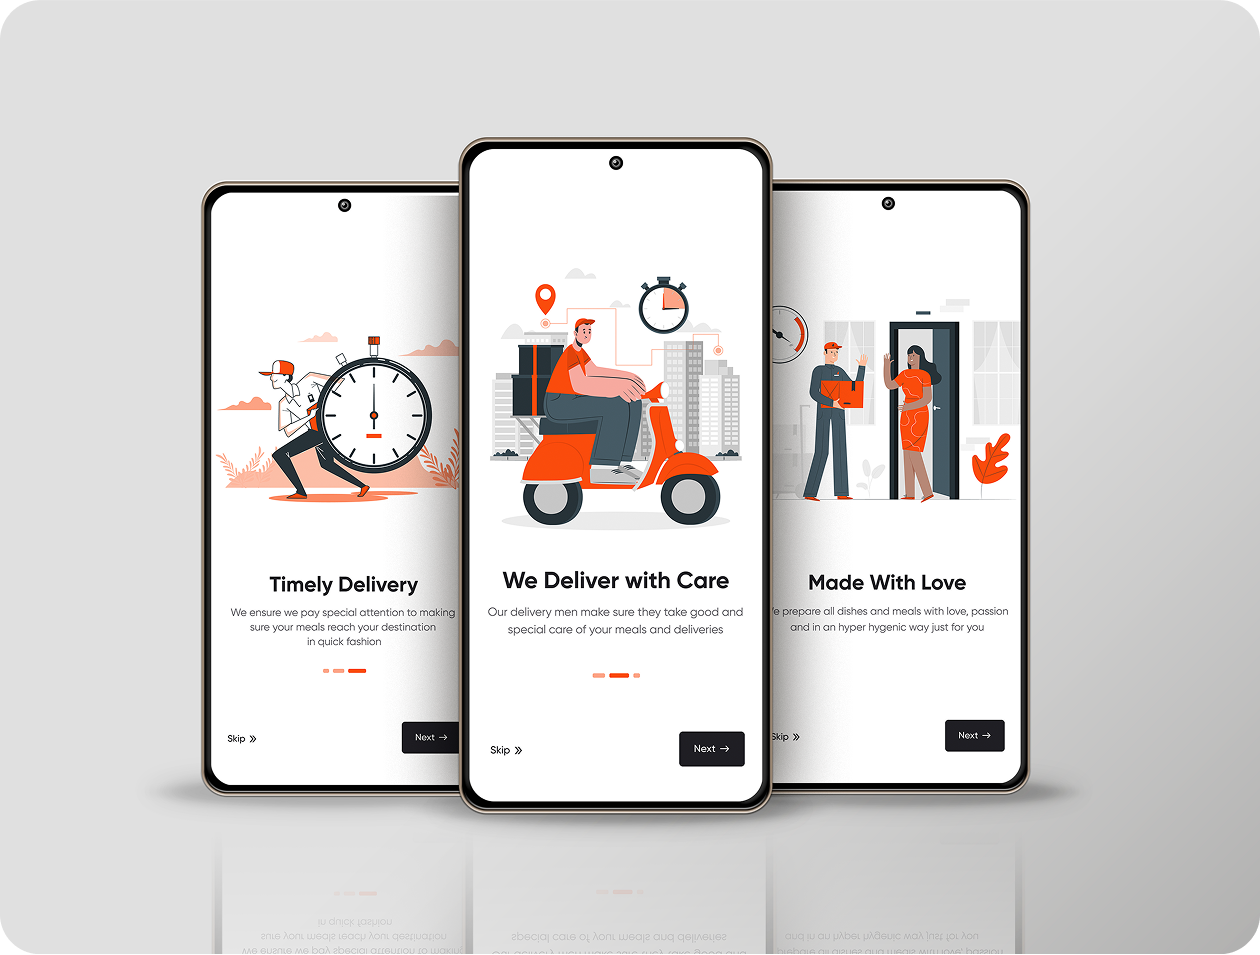 Timely Delivery
We ensure we pay special attention to making
sure your meals reach your destination
in quick fashion
Skip
Next
We Deliver with Care
Our delivery men make sure they take good and
special care of your meals and deliveries
Skip
Next
Made With Love
prepare all dishes and meals with love, passion
and in an hyper hygenic way just for you
Skip
Next